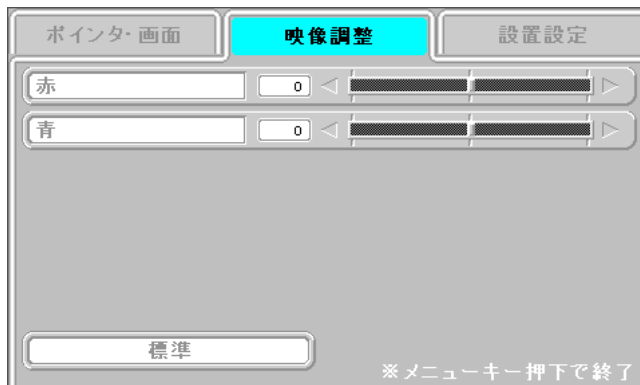 ポインタ・画面 映像調整 設置設定
赤 0
青 0
標準
※メニューキー押下で終了